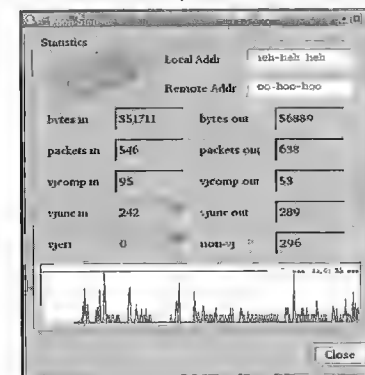 Statistics
Local Addr heh-heh heh
Remote Addr oo-hoo-hoo
bytes in 351711 bytes out 56889
packets in 546 packets out 638
vjcomp in 95 vjcomp out 53
vjunc in 242 vjunc out 289
vjerr 0 non-vj 296
Close